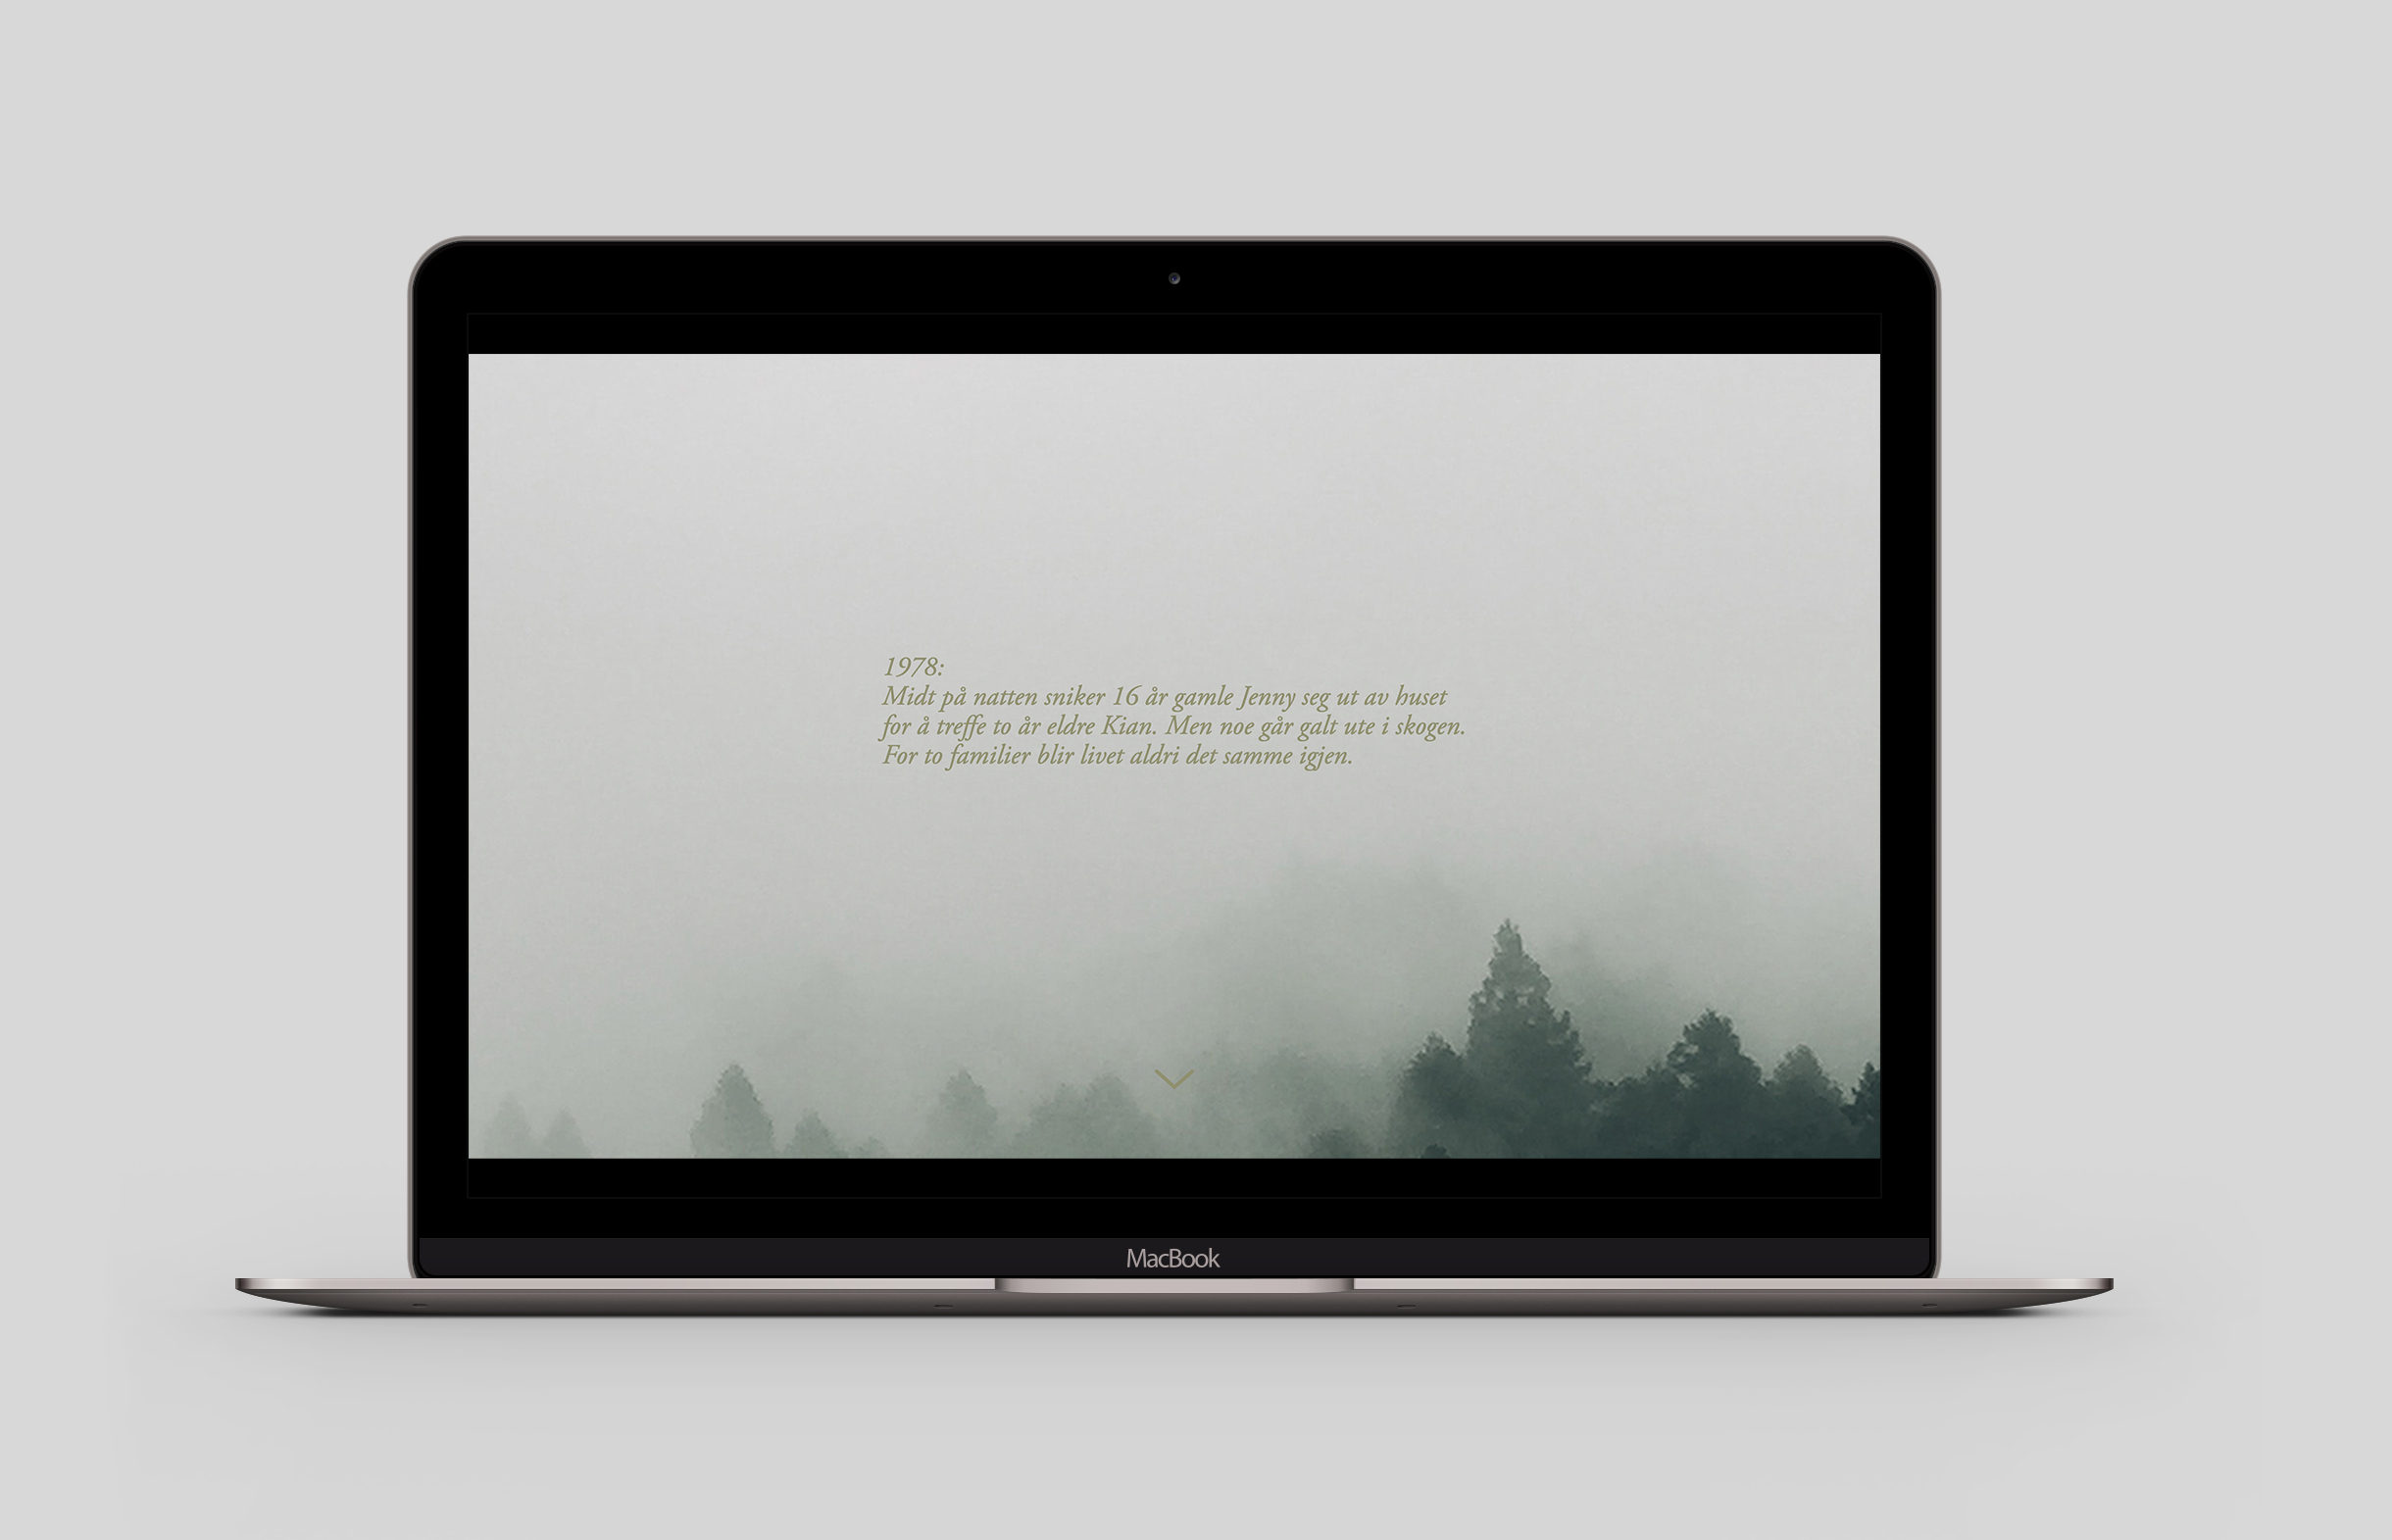 1978:
Midt på natten sniker 16 år gamle Jenny seg ut av huset
for å treffe to år eldre Kian. Men noe går galt ute i skogen.
For to familier blir livet aldri det samme igjen.
MacBook